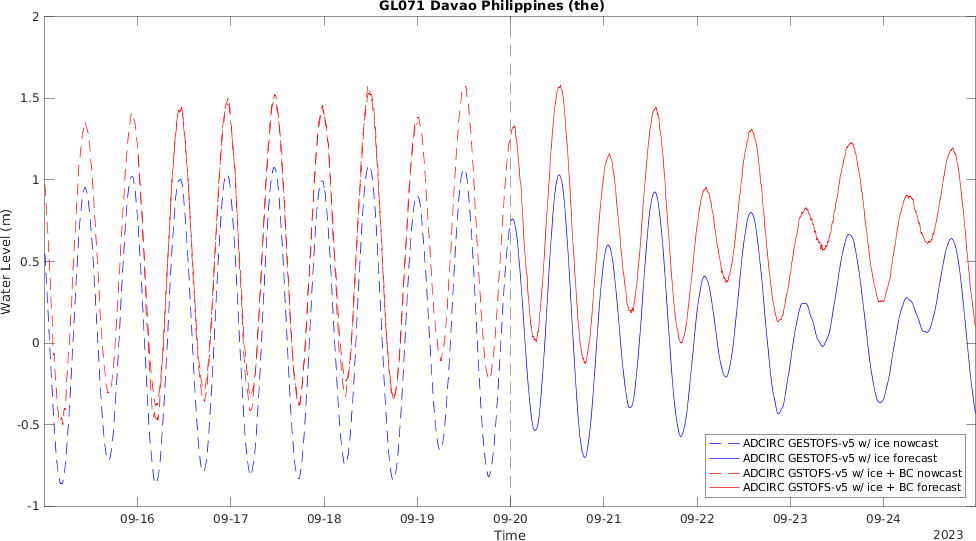 GL071 Davao Philippines (the)
2
1.5
1
0.5
0
-0.5
-1
Water Level (m)
ADCIRC GESTOFS-v5 w/ ice nowcast
ADCIRC GESTOFS-v5 w/ ice forecast
ADCIRC GSTOFS-v5 w/ ice + BC nowcast
ADCIRC GSTOFS-v5 w/ ice + BC forecast
09-16 09-17 09-18 09-19 09-20 09-21 09-22 09-23 09-24
Time
2023